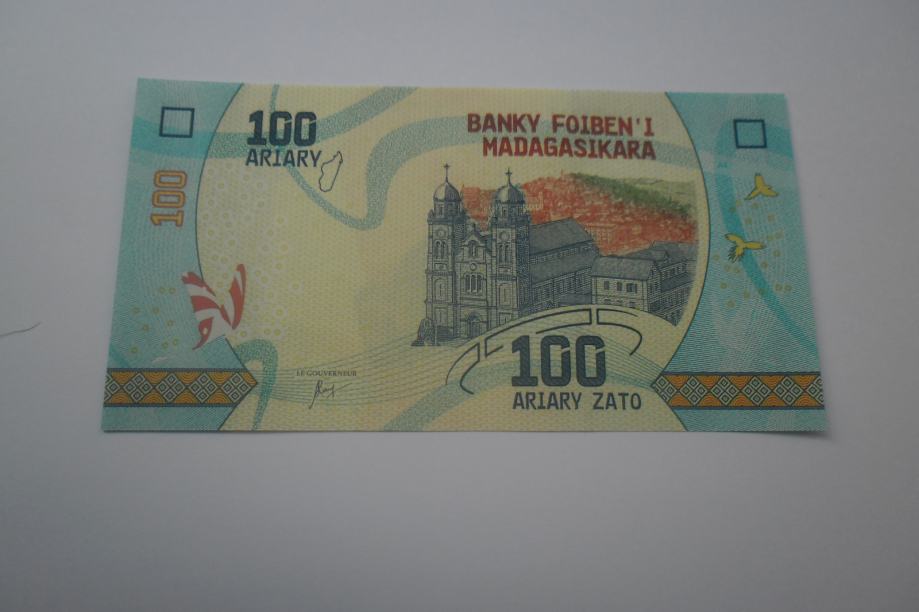 100
ARIARY
BANKY FOIBEN'I
MADAGASIKARA
100
LE GOUVERNEUR
100
ARIARY ZATO